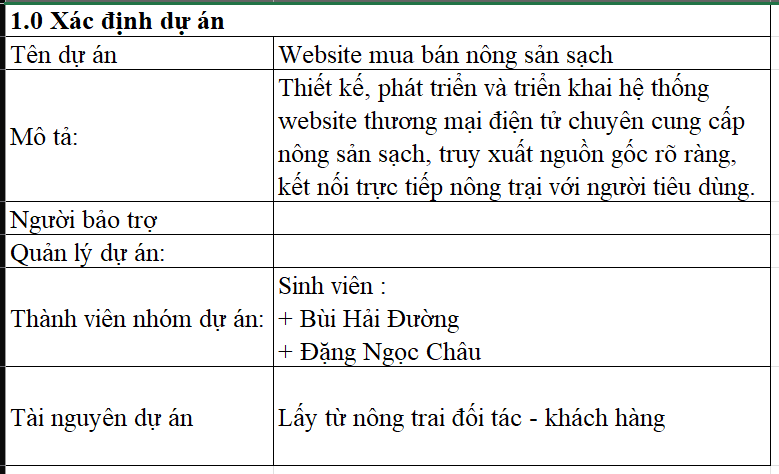 1.0 Xác định dự án
Tên dự án
Website mua bán nông sản sạch
Mô tả:
Thiết kế, phát triển và triển khai hệ thống
website thương mại điện tử chuyên cung cấp
nông sản sạch, truy xuất nguồn gốc rõ ràng,
kết nối trực tiếp nông trại với người tiêu dùng.
Người bảo trợ
Quản lý dự án:
Thành viên nhóm dự án:
Sinh viên :
+ Bùi Hải Đường
+ Đặng Ngọc Châu
Tài nguyên dự án
Lấy từ nông trai đối tác - khách hàng